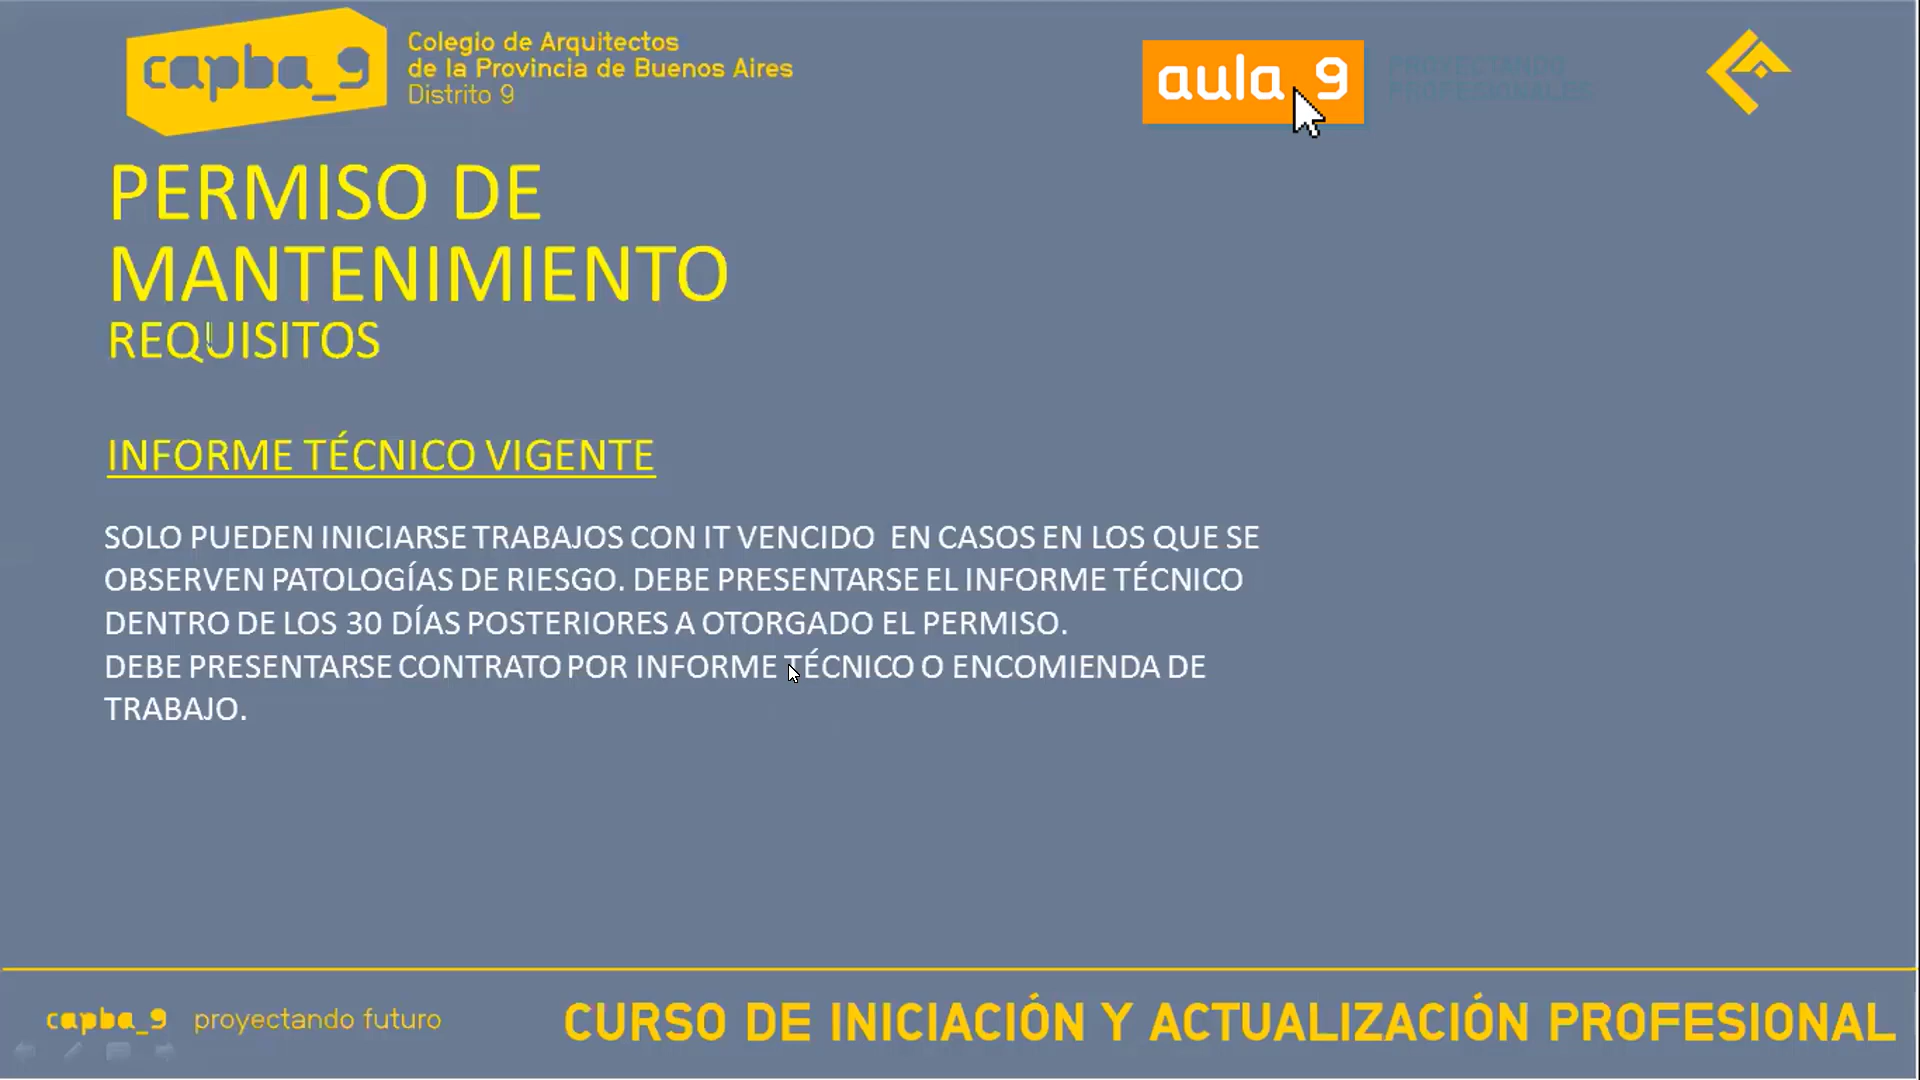 capba_9
Colegio de Arquitectos
de la Provincia de Buenos Aires
Distrito 9
aula_9
PROYECTANDO
PROFESIONALES
PERMISO DE
MANTENIMIENTO
REQUISITOS
INFORME TÉCNICO VIGENTE
SOLO PUEDEN INICIARSE TRABAJOS CON IT VENCIDO EN CASOS EN LOS QUE SE
OBSERVEN PATOLOGÍAS DE RIESGO. DEBE PRESENTARSE EL INFORME TÉCNICO
DENTRO DE LOS 30 DÍAS POSTERIORES A OTORGADO EL PERMISO.
DEBE PRESENTARSE CONTRATO POR INFORME TÉCNICO O ENCOMIENDA DE
TRABAJO.
capba_9 proyectando futuro
CURSO DE INICIACIÓN Y ACTUALIZACIÓN PROFESIONAL